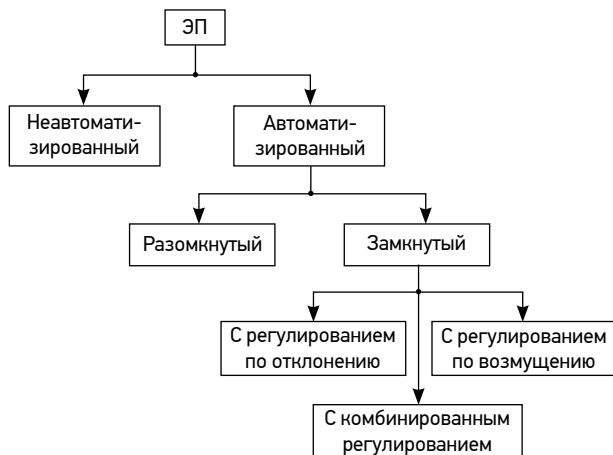 ЭП
Неавтомати-
зированный
Автомати-
зированный
Разомкнутый
Замкнутый
С регулированием
по отклонению
С регулированием
по возмущению
С комбинированным
регулированием